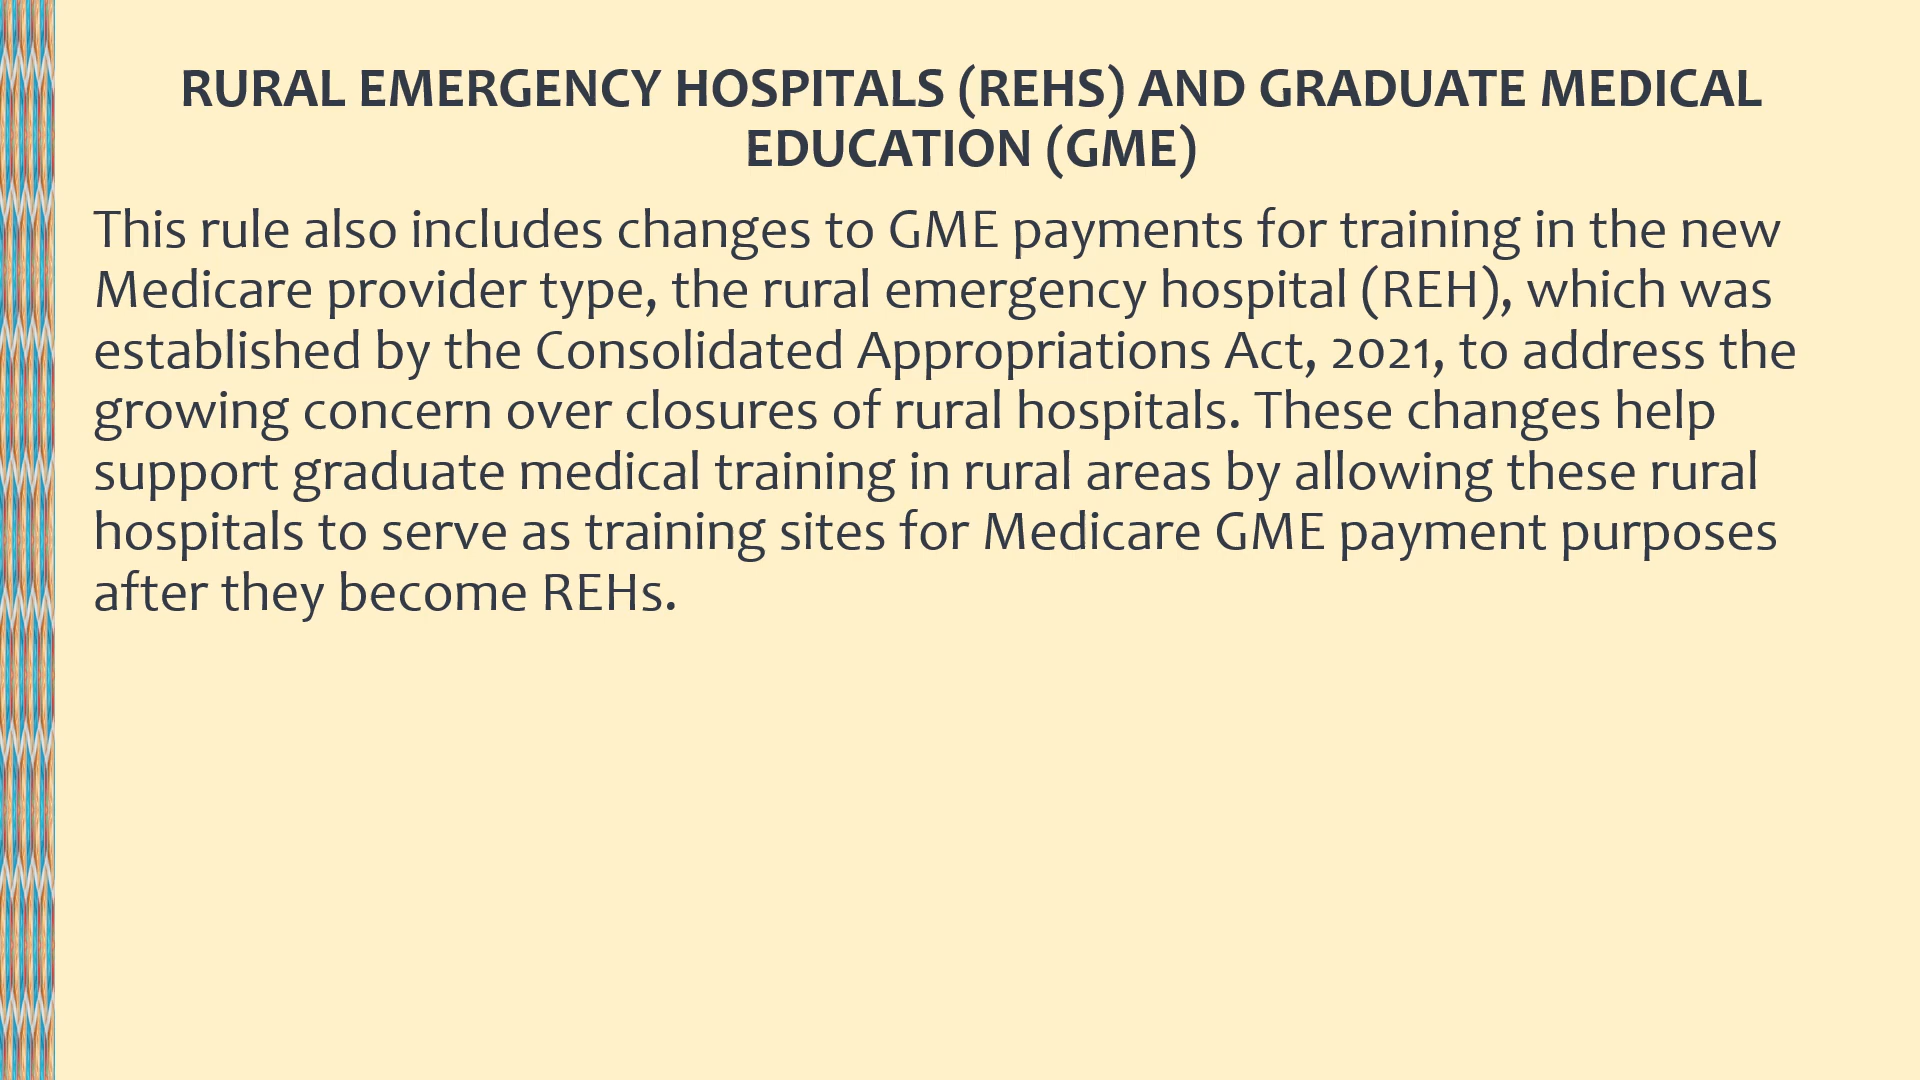 RURAL EMERGENCY HOSPITALS (REHS) AND GRADUATE MEDICAL
EDUCATION (GME)
This rule also includes changes to GME payments for training in the new
Medicare provider type, the rural emergency hospital (REH), which was
established by the Consolidated Appropriations Act, 2021, to address the
growing concern over closures of rural hospitals. These changes help
support graduate medical training in rural areas by allowing these rural
hospitals to serve as training sites for Medicare GME payment purposes
after they become REHs.